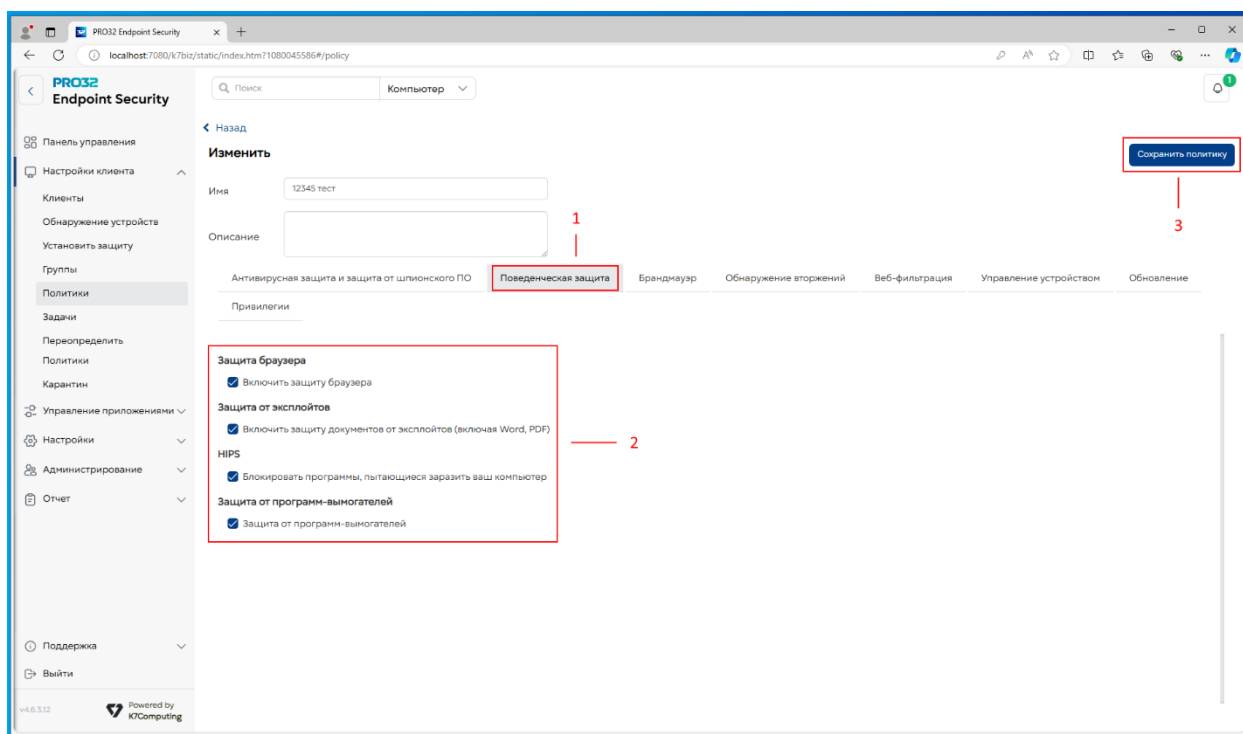 PRO32 Endpoint Security
localhost:7080/k7biz/static/index.htm?1080045586#/policy
PRO32
Endpoint Security
Поиск
Компьютер
1
Назад
Панель управления
Изменить
Сохранить политику
Настройки клиента
Имя
12345 тест
Клиенты
3
Обнаружение устройств
1
Описание
Установить защиту
Группы
Антивирусная защита и защита от шпионского ПО
Поведенческая защита
Брандмауэр
Обнаружение вторжений
Веб-фильтрация
Управление устройством
Обновление
Политики
Привилегии
Задачи
Переопределить
Политики
Карантин
Управление приложениями
Настройки
Администрирование
Отчет
Защита браузера
Включить защиту браузера
Защита от эксплойтов
Включить защиту документов от эксплойтов (включая Word, PDF)
2
HIPS
Блокировать программы, пытающиеся заразить ваш компьютер
Защита от программ-вымогателей
Защита от программ-вымогателей
Поддержка
Выйти
v4.6.3.12
Powered by
K7Computing